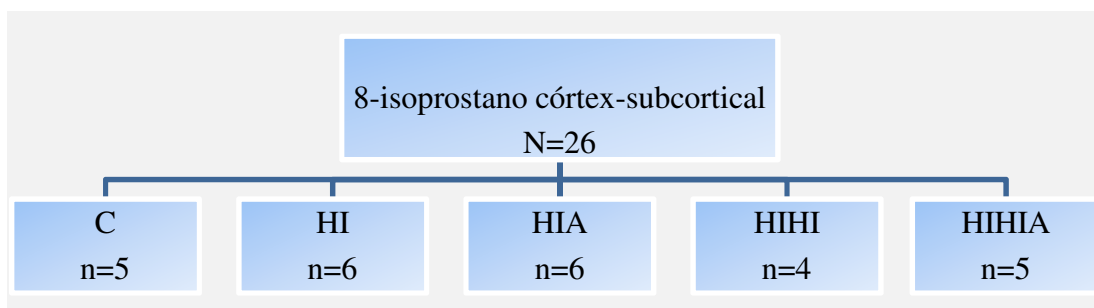 8-isoprostano córtex-subcortical
N=26
C
n=5
HI
n=6
HIA
n=6
HIHI
n=4
HIHIA
n=5